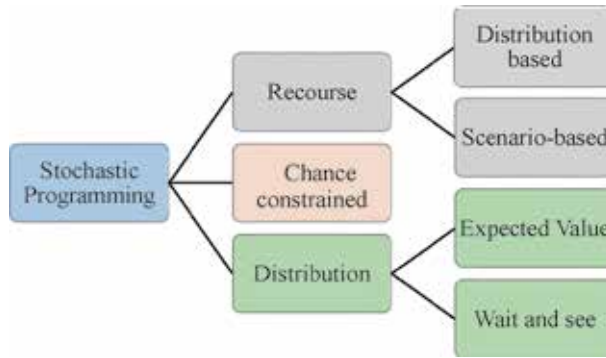 Stochastic
Programming
Recourse
Chance
constrained
Distribution
Distribution
based
Scenario-based
Expected Value
Wait and see